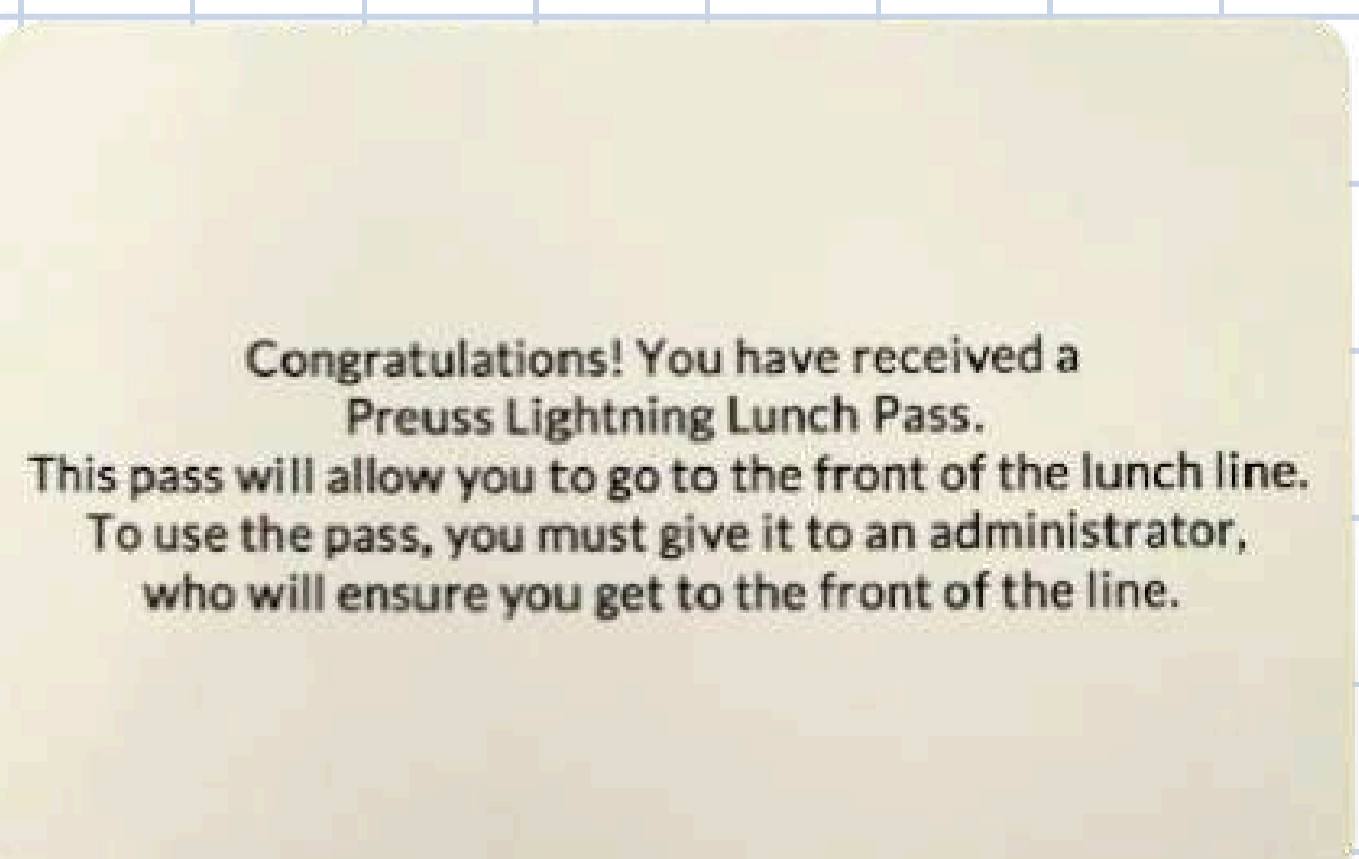 Congratulations! You have received a
Preuss Lightning Lunch Pass.
This pass will allow you to go to the front of the lunch line.
To use the pass, you must give it to an administrator,
who will ensure you get to the front of the line.